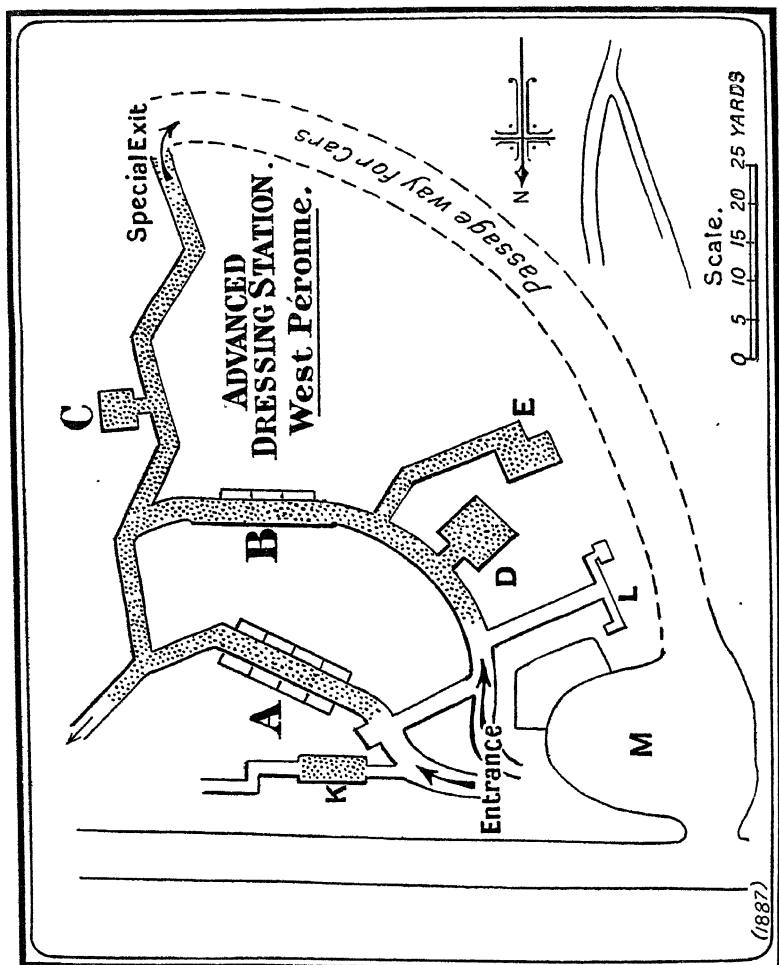 ADVANCED
DRESSING STATION.
West Péronne.
Special Exit
Passage way for Cars
N
C
B
A
E
D
L
K
M
Entrance
Scale.
0 5 10 15 20 25 YARDS
(1887)